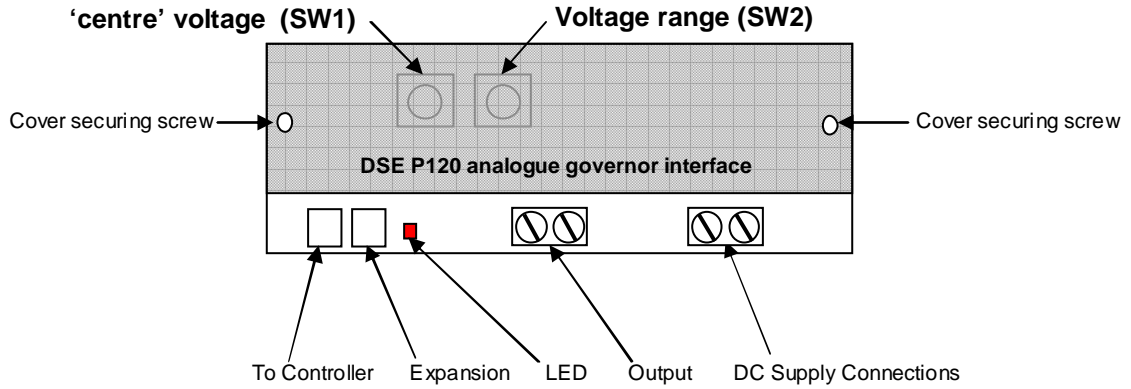 ‘centre’ voltage (SW1)
Voltage range (SW2)
Cover securing screw
Cover securing screw
DSE P120 analogue governor interface
To Controller
Expansion
LED
Output
DC Supply Connections